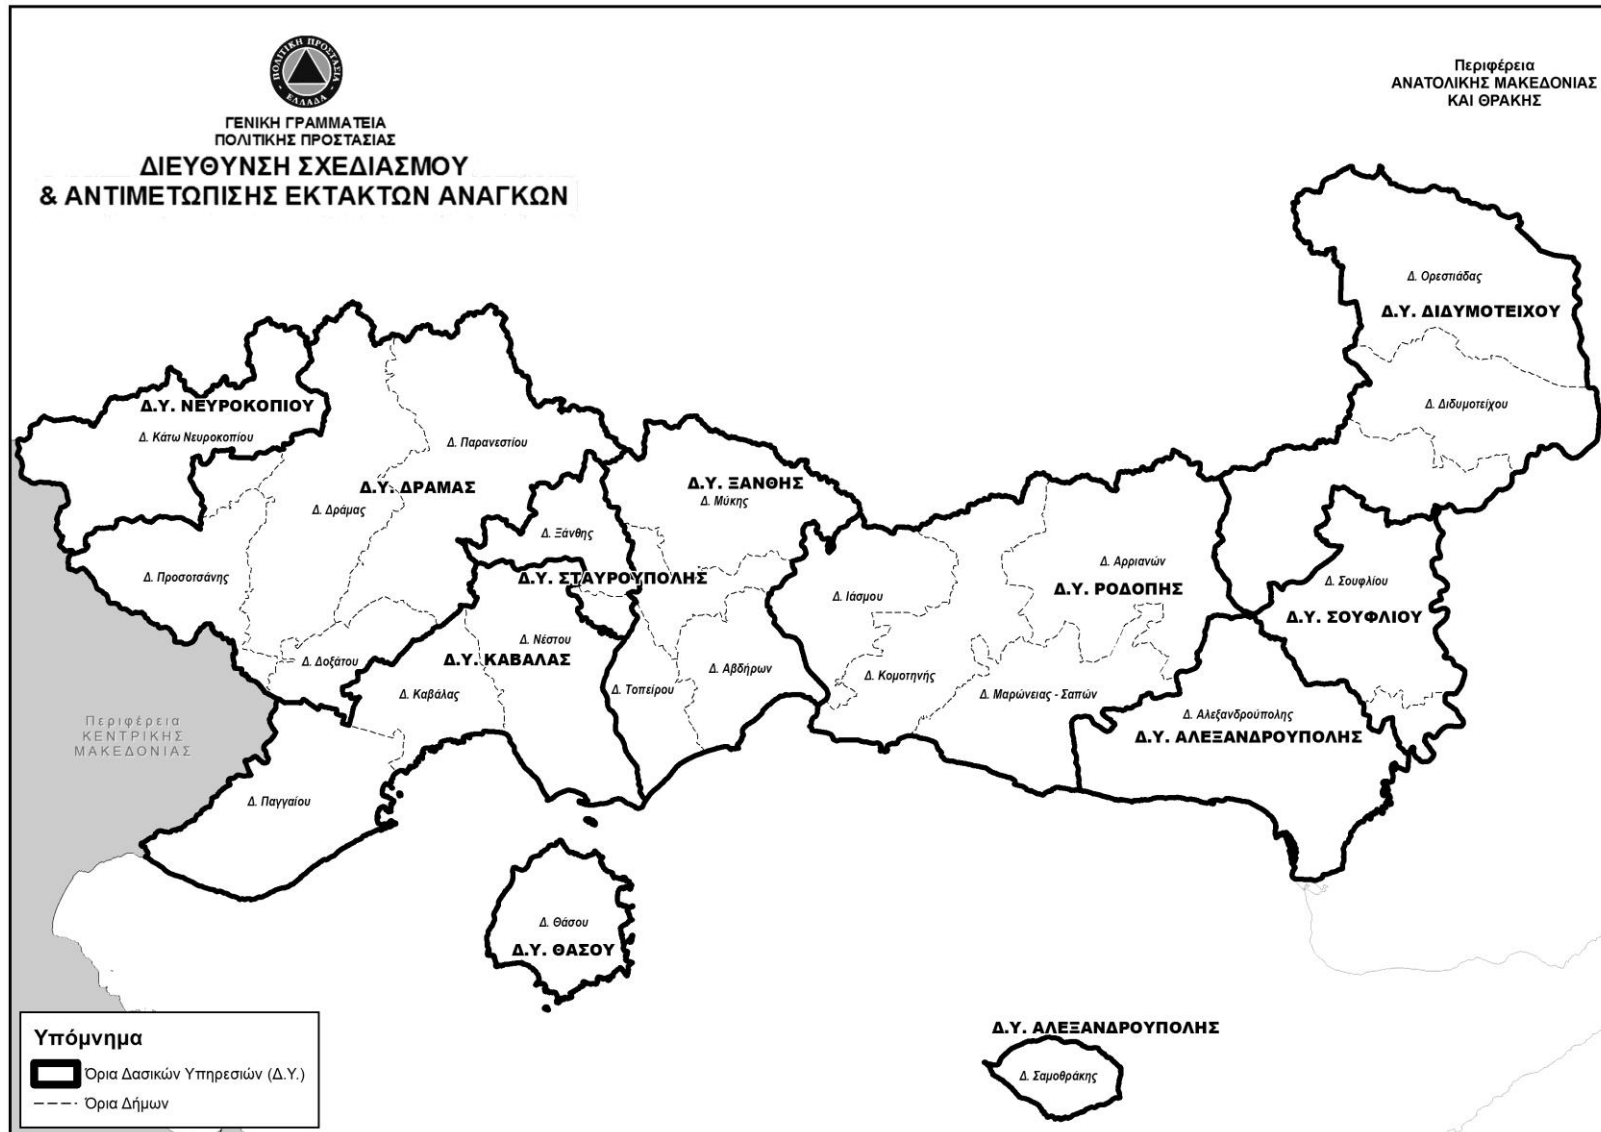 ΠΟΛΙΤΙΚΗ ΠΡΟΣΤΑΣΙΑ
ΕΛΛΑΔΑ
ΓΕΝΙΚΗ ΓΡΑΜΜΑΤΕΙΑ
ΠΟΛΙΤΙΚΗΣ ΠΡΟΣΤΑΣΙΑΣ
ΔΙΕΥΘΥΝΣΗ ΣΧΕΔΙΑΣΜΟΥ
& ΑΝΤΙΜΕΤΩΠΙΣΗΣ ΕΚΤΑΚΤΩΝ ΑΝΑΓΚΩΝ
Περιφέρεια
ΑΝΑΤΟΛΙΚΗΣ ΜΑΚΕΔΟΝΙΑΣ
ΚΑΙ ΘΡΑΚΗΣ
Δ. Ορεστιάδας
Δ.Υ. ΔΙΔΥΜΟΤΕΙΧΟΥ
Δ. Διδυμοτείχου
Δ.Υ. ΝΕΥΡΟΚΟΠΙΟΥ
Δ. Κάτω Νευροκοπίου
Δ. Παρανεστίου
Δ.Υ. ΔΡΑΜΑΣ
Δ. Δράμας
Δ.Υ. ΞΑΝΘΗΣ
Δ. Μύκης
Δ. Ξάνθης
Δ. Προσοτσάνης
Δ.Υ. ΣΤΑΥΡΟΥΠΟΛΗΣ
Δ. Αρριανών
Δ.Υ. ΡΟΔΟΠΗΣ
Δ. Σουφλίου
Δ.Υ. ΣΟΥΦΛΙΟΥ
Δ. Ιάσμου
Δ. Νέστου
Δ.Υ. ΚΑΒΑΛΑΣ
Δ. Δοξάτου
Δ. Καβάλας
Δ. Τοπείρου
Δ. Αβδήρων
Δ. Κομοτηνής
Δ. Μαρώνειας - Σαπών
Δ. Αλεξανδρούπολης
Δ.Υ. ΑΛΕΞΑΝΔΡΟΥΠΟΛΗΣ
Περιφέρεια
ΚΕΝΤΡΙΚΗΣ
ΜΑΚΕΔΟΝΙΑΣ
Δ. Παγγαίου
Δ. Θάσου
Δ.Υ. ΘΑΣΟΥ
Δ.Υ. ΑΛΕΞΑΝΔΡΟΥΠΟΛΗΣ
Δ. Σαμοθράκης
Υπόμνημα
Όρια Δασικών Υπηρεσιών (Δ.Υ.)
Όρια Δήμων